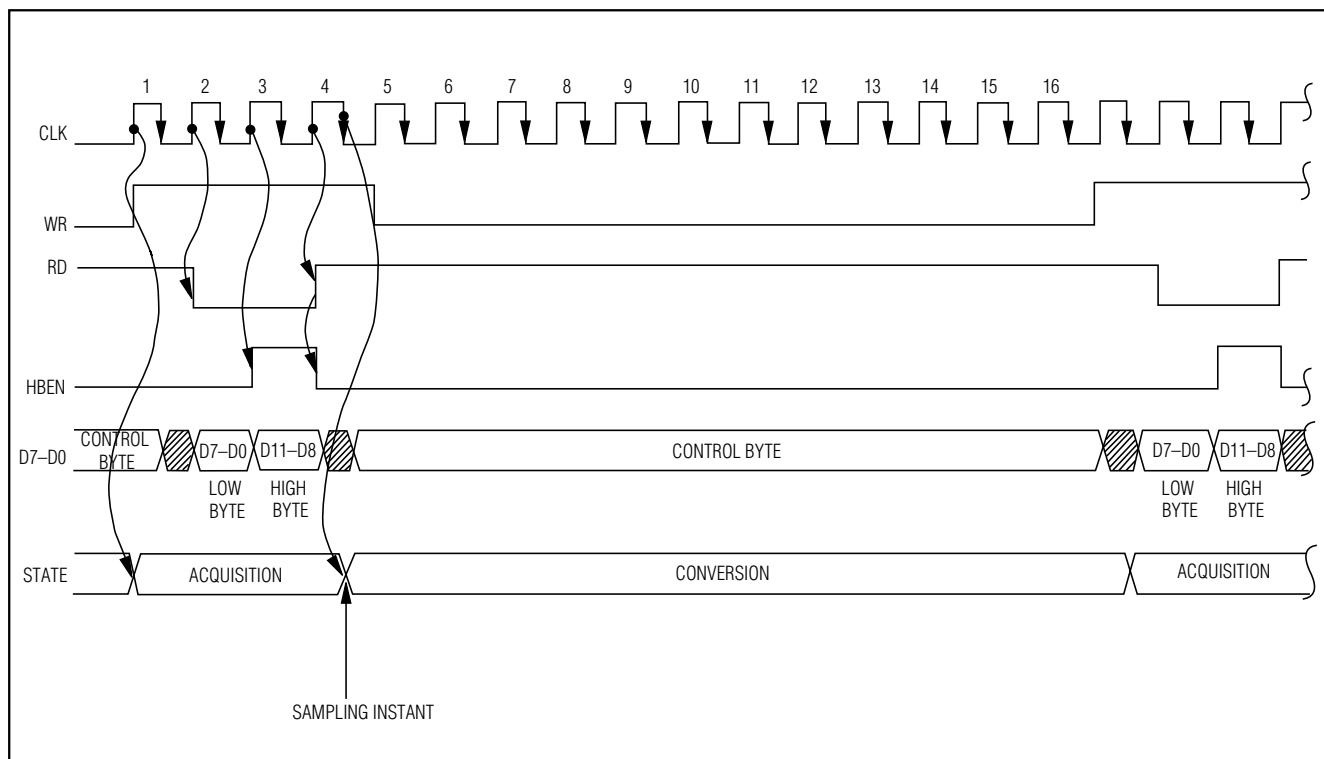 1 2 3 4 5 6 7 8 9 10 11 12 13 14 15 16
CLK
WR
RD
HBEN
D7–D0
CONTROL
BYTE
D7–D0
D11–D8
CONTROL BYTE
D7–D0
D11–D8
LOW
BYTE
HIGH
BYTE
LOW
BYTE
HIGH
BYTE
STATE
ACQUISITION
CONVERSION
ACQUISITION
SAMPLING INSTANT